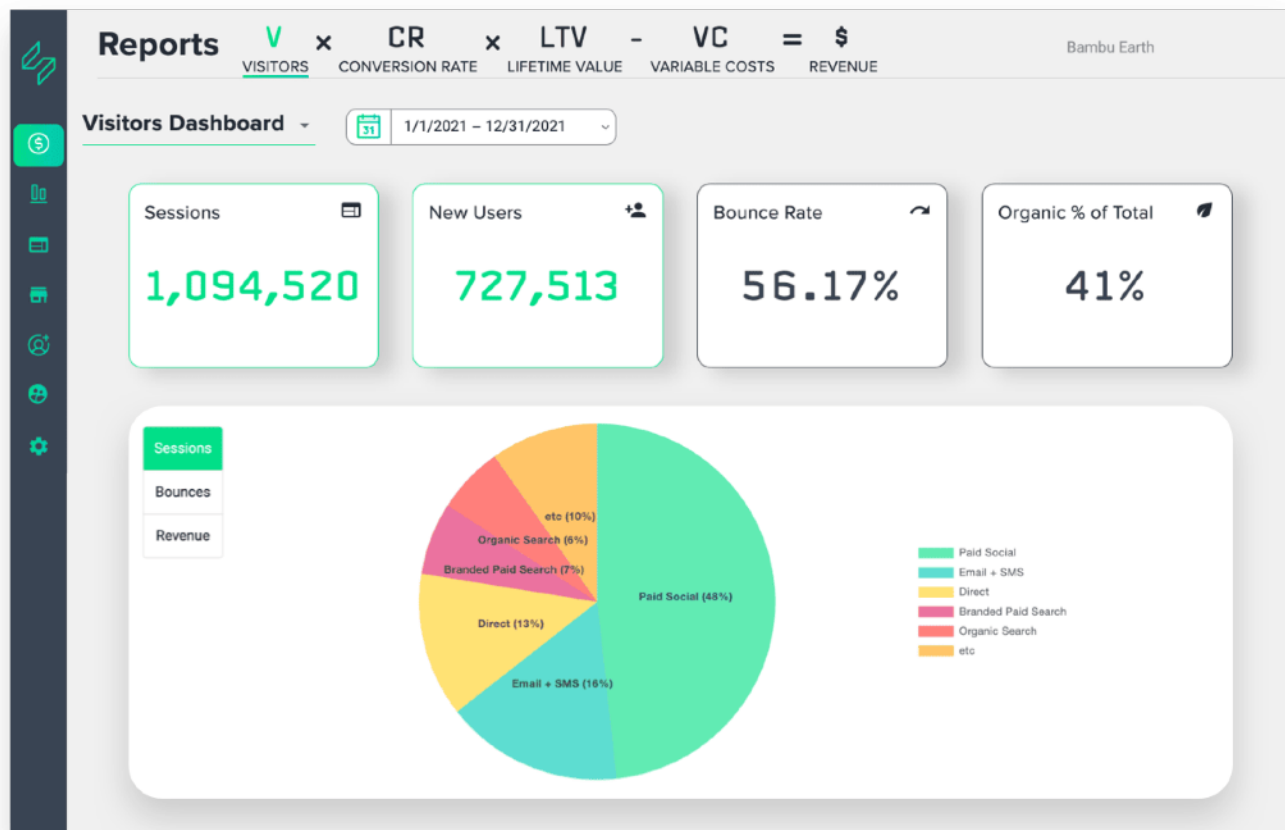 Reports
V × CR × LTV - VC = $
VISITORS CONVERSION RATE LIFETIME VALUE VARIABLE COSTS REVENUE
Bambu Earth
Visitors Dashboard
31
1/1/2021 – 12/31/2021
Sessions
1,094,520
New Users
727,513
Bounce Rate
56.17%
Organic % of Total
41%
Sessions
Bounces
Revenue
etc (10%)
Organic Search (6%)
Branded Paid Search (7%)
Paid Social (48%)
Direct (13%)
Email + SMS (16%)
Paid Social
Email + SMS
Direct
Branded Paid Search
Organic Search
etc